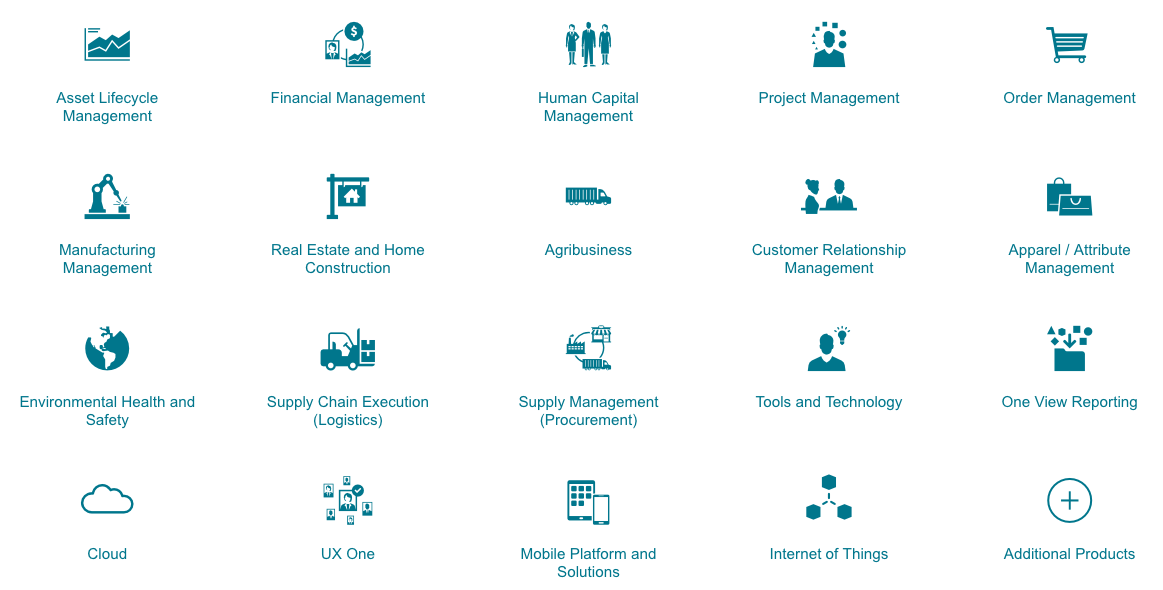 Asset Lifecycle
Management
Financial Management
Human Capital
Management
Project Management
Order Management
Manufacturing
Management
Real Estate and Home
Construction
Agribusiness
Customer Relationship
Management
Apparel / Attribute
Management
Environmental Health and
Safety
Supply Chain Execution
(Logistics)
Supply Management
(Procurement)
Tools and Technology
One View Reporting
Cloud
UX One
Mobile Platform and
Solutions
Internet of Things
Additional Products